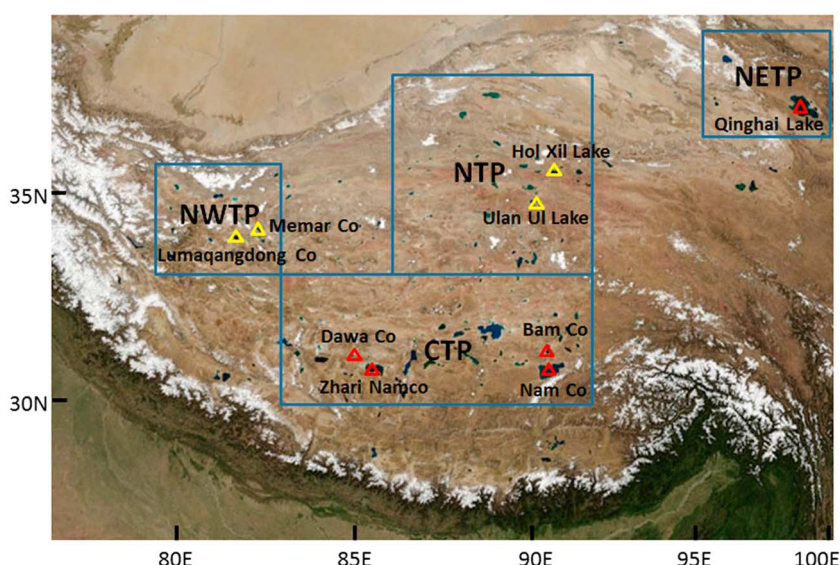 NETP
Qinghai Lake
Hol Xil Lake
NTP
35N
NWTP
Ulan Ul Lake
Memar Co
Lumaqangdong Co
Dawa Co
Bam Co
CTP
Zhari Namco
Nam Co
30N
80E
85E
90E
95E
100E